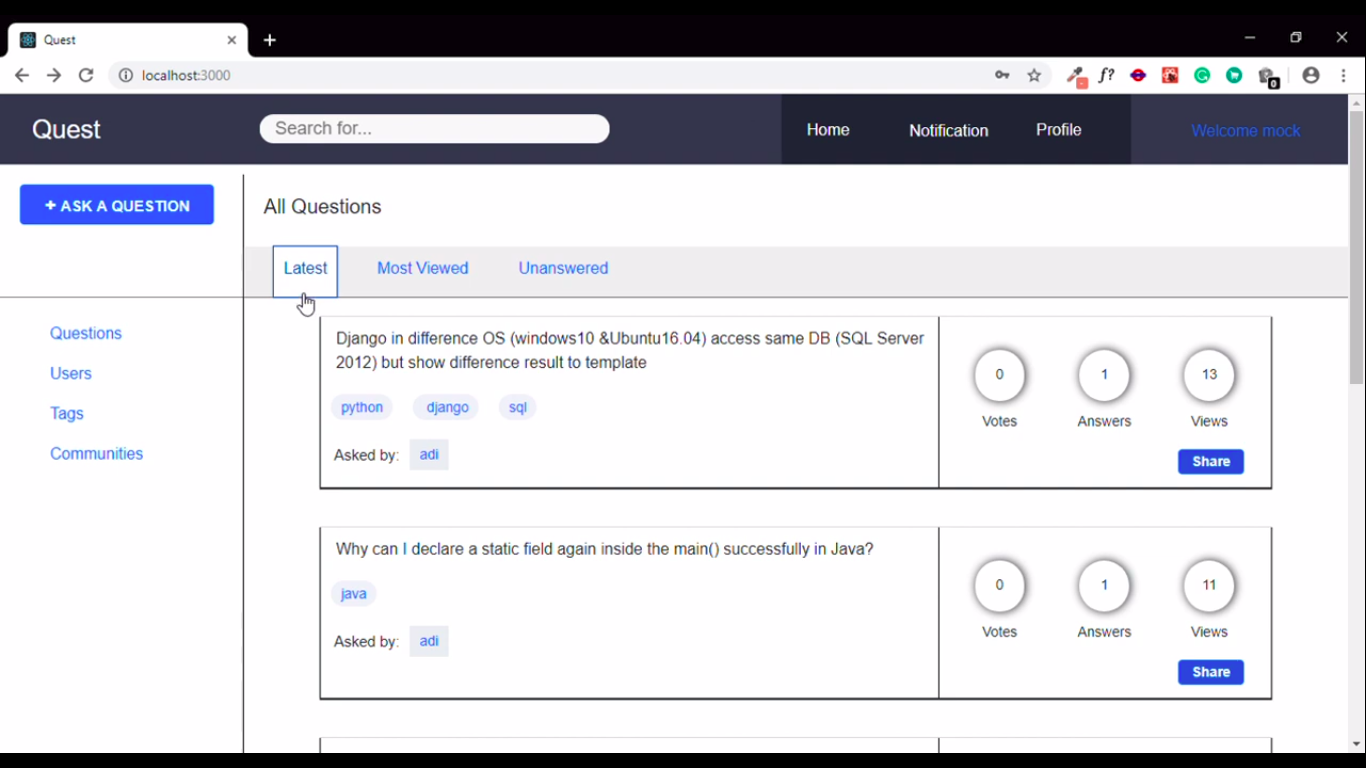 Quest
localhost:3000
f?
0
Quest
Search for...
Home
Notification
Profile
Welcome mock
+ ASK A QUESTION
All Questions
Latest
Most Viewed
Unanswered
Questions
Users
Tags
Communities
Django in difference OS (windows10 &Ubuntu16.04) access same DB (SQL Server
2012) but show difference result to template
python
django
sql
Asked by:
adi
0
1
13
Votes
Answers
Views
Share
Why can I declare a static field again inside the main() successfully in Java?
java
Asked by:
adi
0
1
11
Votes
Answers
Views
Share